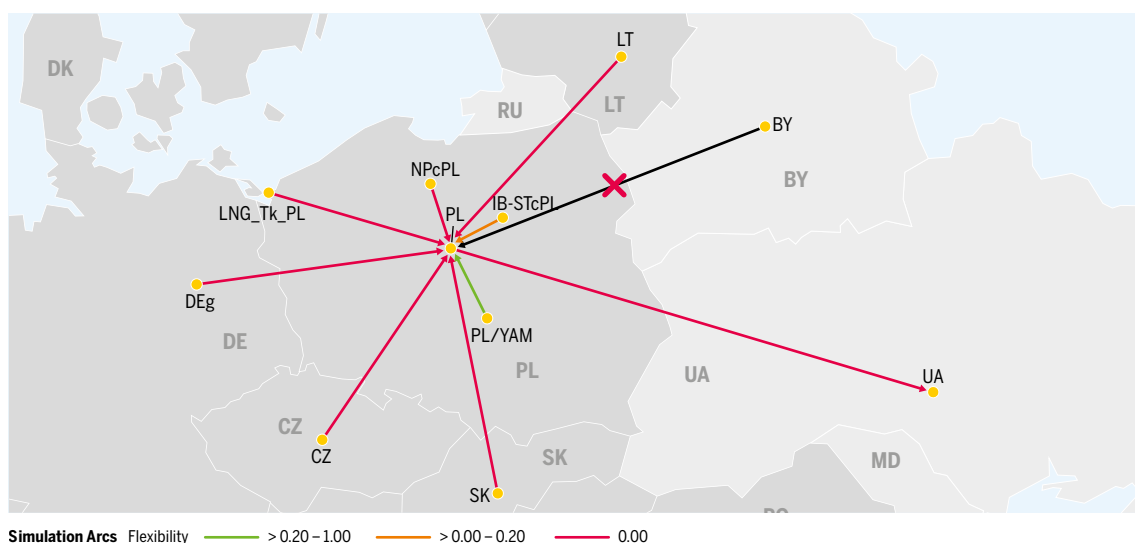 LT
DK
RU
LT
BY
BY
NPcPL
IB-STcPL
LNG_Tk_PL
PL
DEg
PL/YAM
DE
PL
UA
UA
CZ
CZ
SK
SK
MD
Simulation Arcs Flexibility > 0.20 – 1.00 > 0.00 – 0.20 0.00